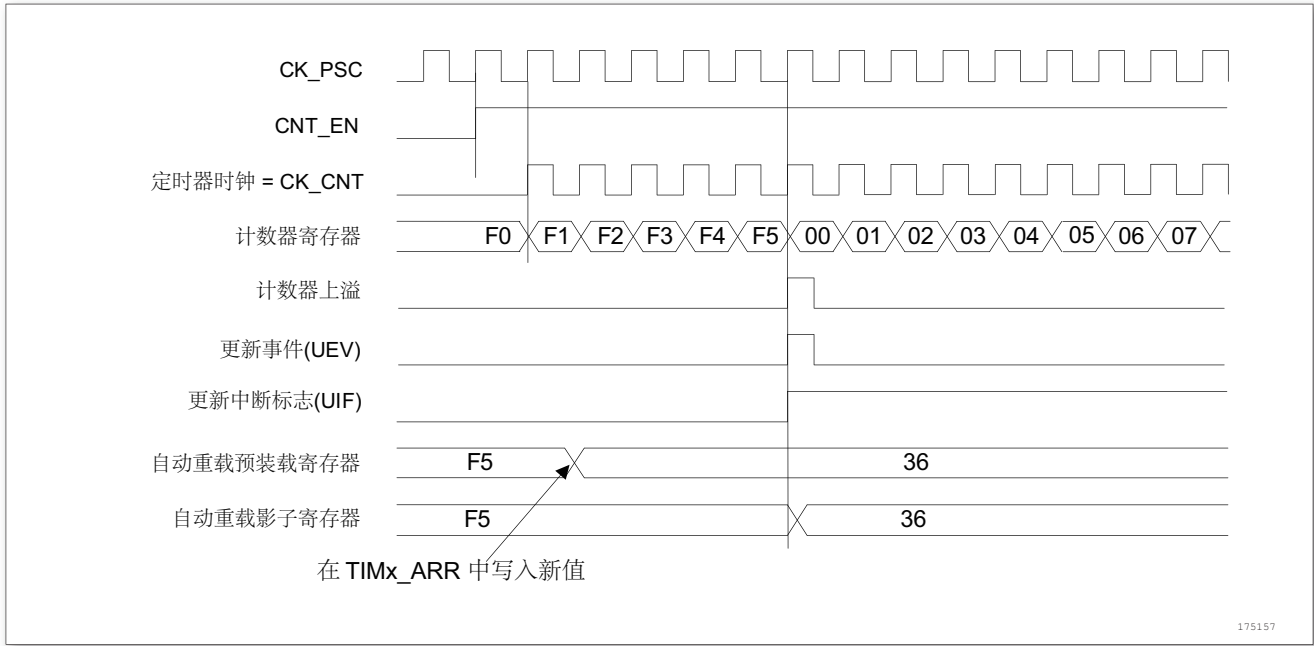 CK_PSC
CNT_EN
定时器时钟 = CK_CNT
计数器寄存器 F0 F1 F2 F3 F4 F5 00 01 02 03 04 05 06 07
计数器上溢
更新事件(UEV)
更新中断标志(UIF)
自动重载预装载寄存器 F5 36
自动重载影子寄存器 F5 36
在 TIMx_ARR 中写入新值
175157